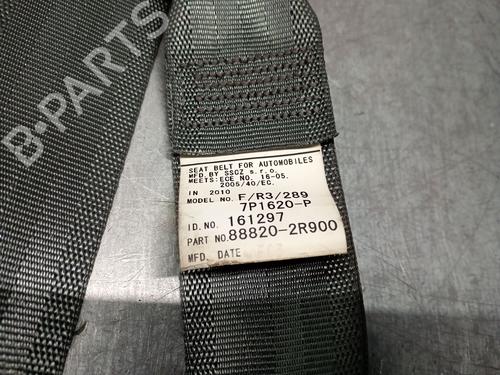 B-PARTS
SEAT BELT FOR AUTOMOBILES
MFD.BY SSCZ s.r.o.
MEETS:ECE NO. 16-05.
2005/40/EC.
IN 2010
MODEL NO. F/R3/289
7P1620-P
ID.NO. 161297
PART NO. 88820-2R900
MFD. DATE